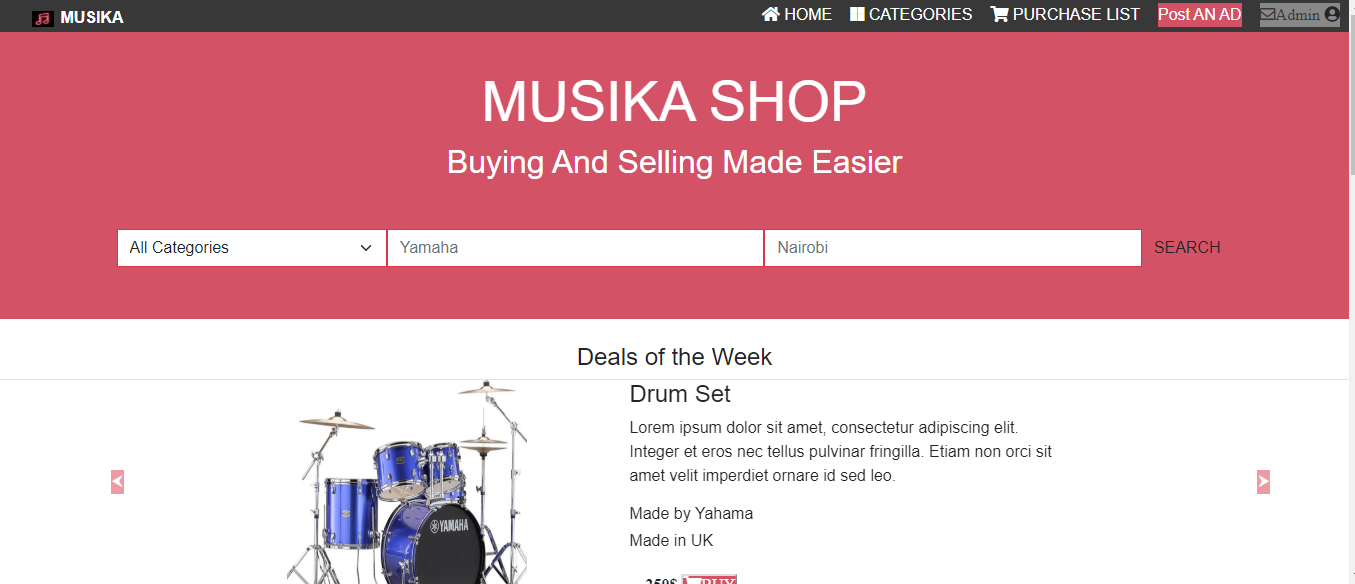 MUSIKA
HOME
CATEGORIES
PURCHASE LIST
Post AN AD
Admin
MUSIKA SHOP
Buying And Selling Made Easier
All Categories
Yamaha
Nairobi
SEARCH
Deals of the Week
Drum Set
Lorem ipsum dolor sit amet, consectetur adipiscing elit.
Integer et eros nec tellus pulvinar fringilla. Etiam non orci sit
amet velit imperdiet ornare id sed leo.
YAMAHA
Made by Yahama
Made in UK
250$
BUY